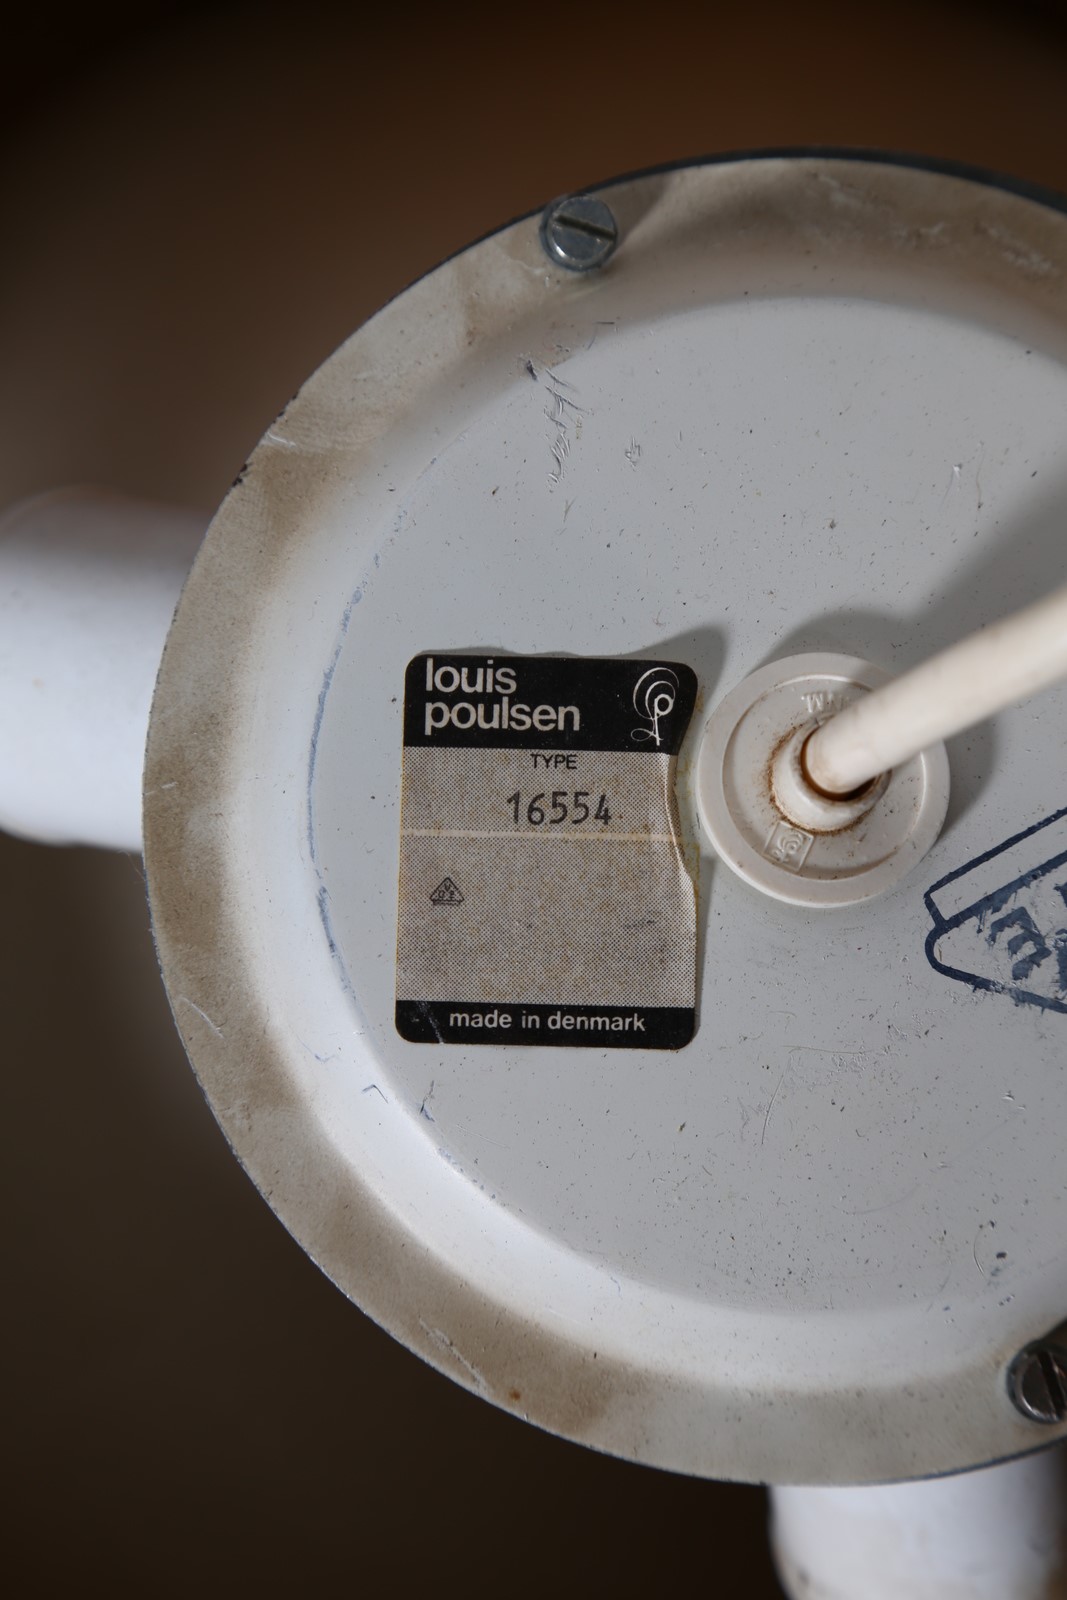 louis
poulsen
TYPE
16554
made in denmark